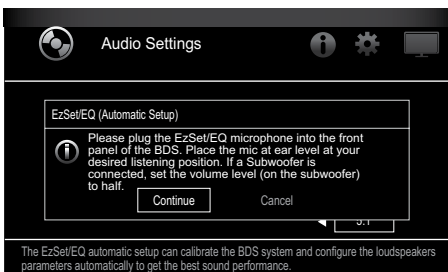 Audio Settings
EzSet/EQ (Automatic Setup)
Please plug the EzSet/EQ microphone into the front
panel of the BDS. Place the mic at ear level at your
desired listening position. If a Subwoofer is
connected, set the volume level (on the subwoofer)
to half.
Continue Cancel
5.1
The EzSet/EQ automatic setup can calibrate the BDS system and configure the loudspeakers
parameters automatically to get the best sound performance.